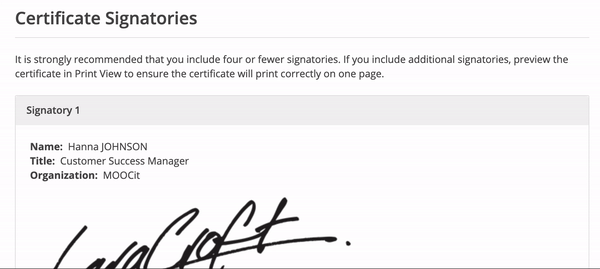 Certificate Signatories
It is strongly recommended that you include four or fewer signatories. If you include additional signatories, preview the
certificate in Print View to ensure the certificate will print correctly on one page.
Signatory 1
Name: Hanna JOHNSON
Title: Customer Success Manager
Organization: MOOCit
Lara Croft